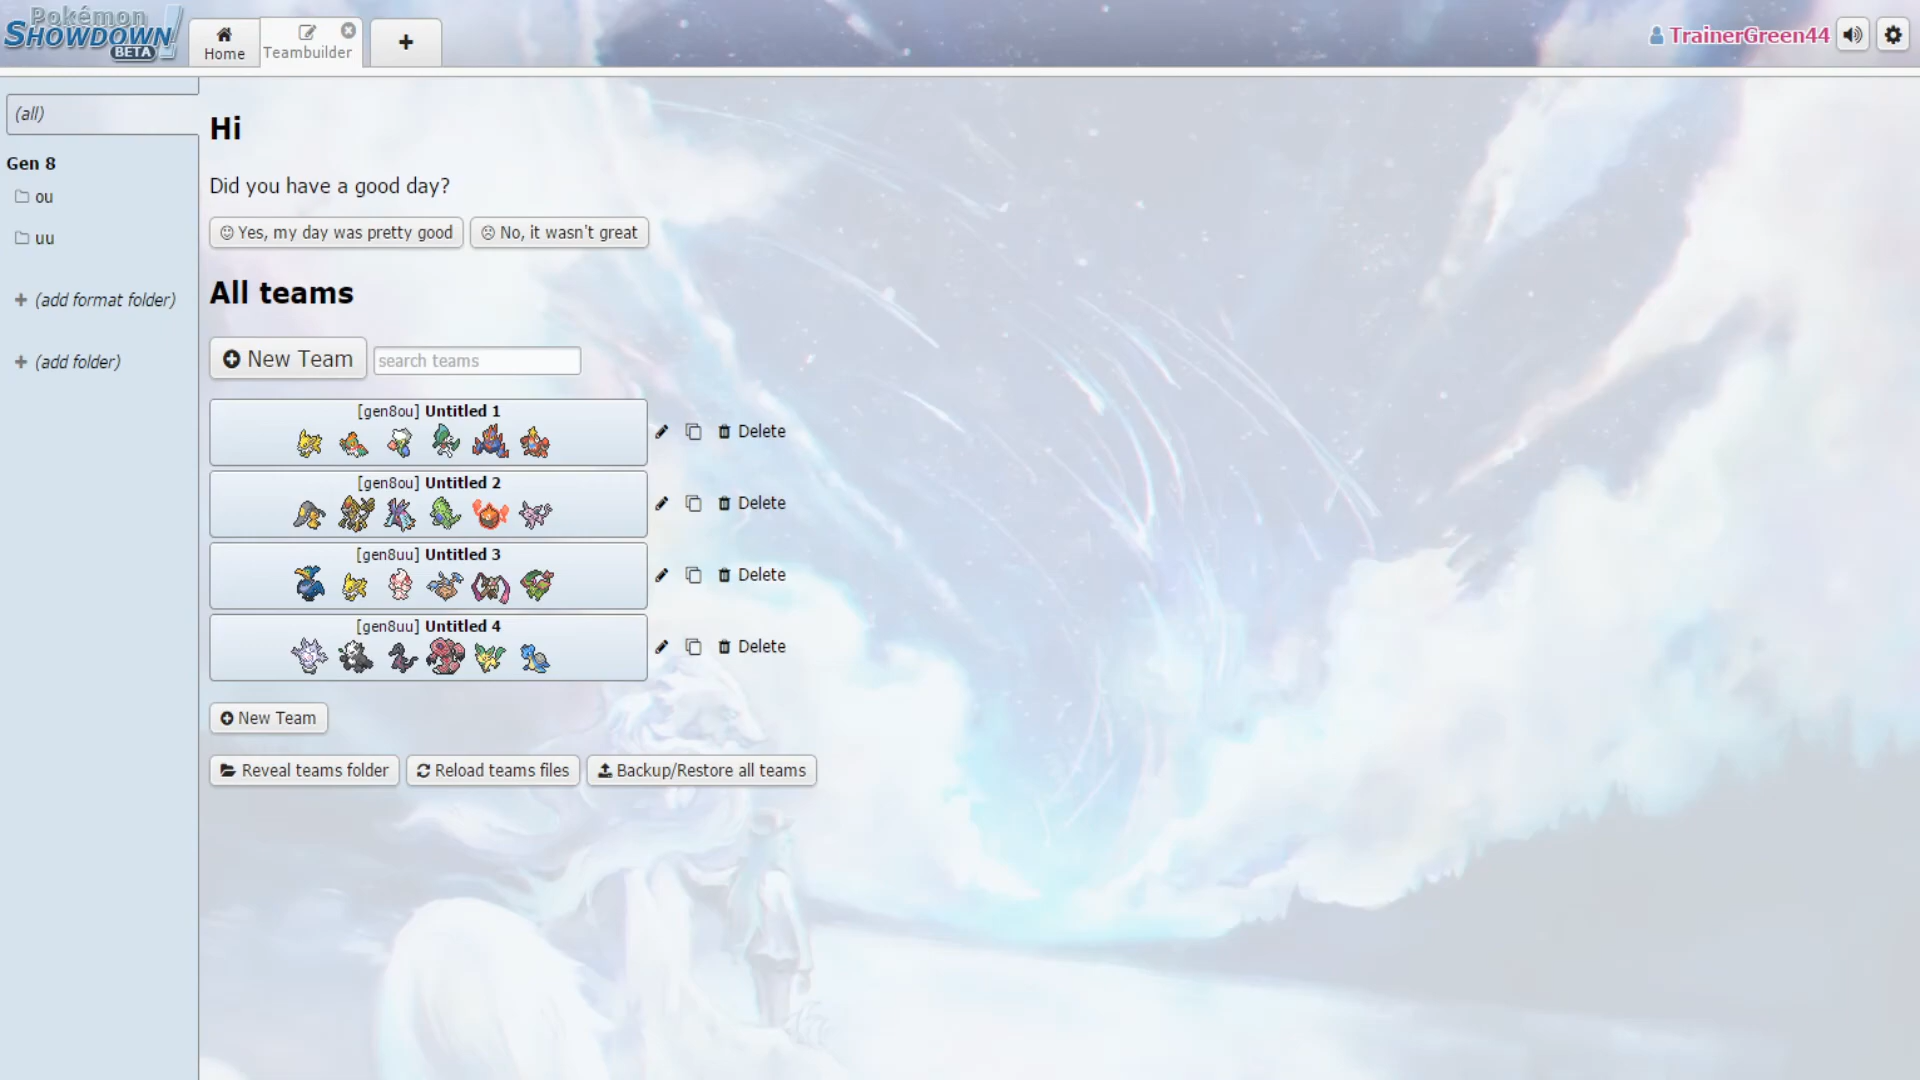 Pokémon
SHOWDOWN!
BETA
Home
Teambuilder
TrainerGreen44
(all)
Gen 8
ou
uu
(add format folder)
(add folder)
Hi
Did you have a good day?
Yes, my day was pretty good
No, it wasn't great
All teams
New Team
search teams
[gen8ou] Untitled 1
Delete
[gen8ou] Untitled 2
Delete
[gen8uu] Untitled 3
Delete
[gen8uu] Untitled 4
Delete
New Team
Reveal teams folder
Reload teams files
Backup/Restore all teams